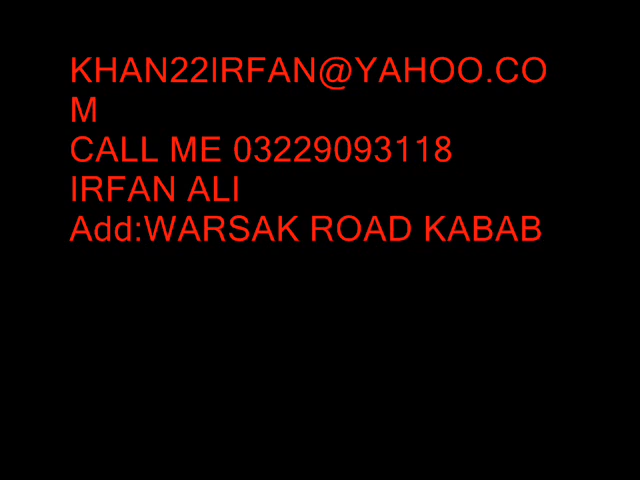 KHAN22IRFAN@YAHOO.CO
M
CALL ME 03229093118
IRFAN ALI
Add:WARSAK ROAD KABAB